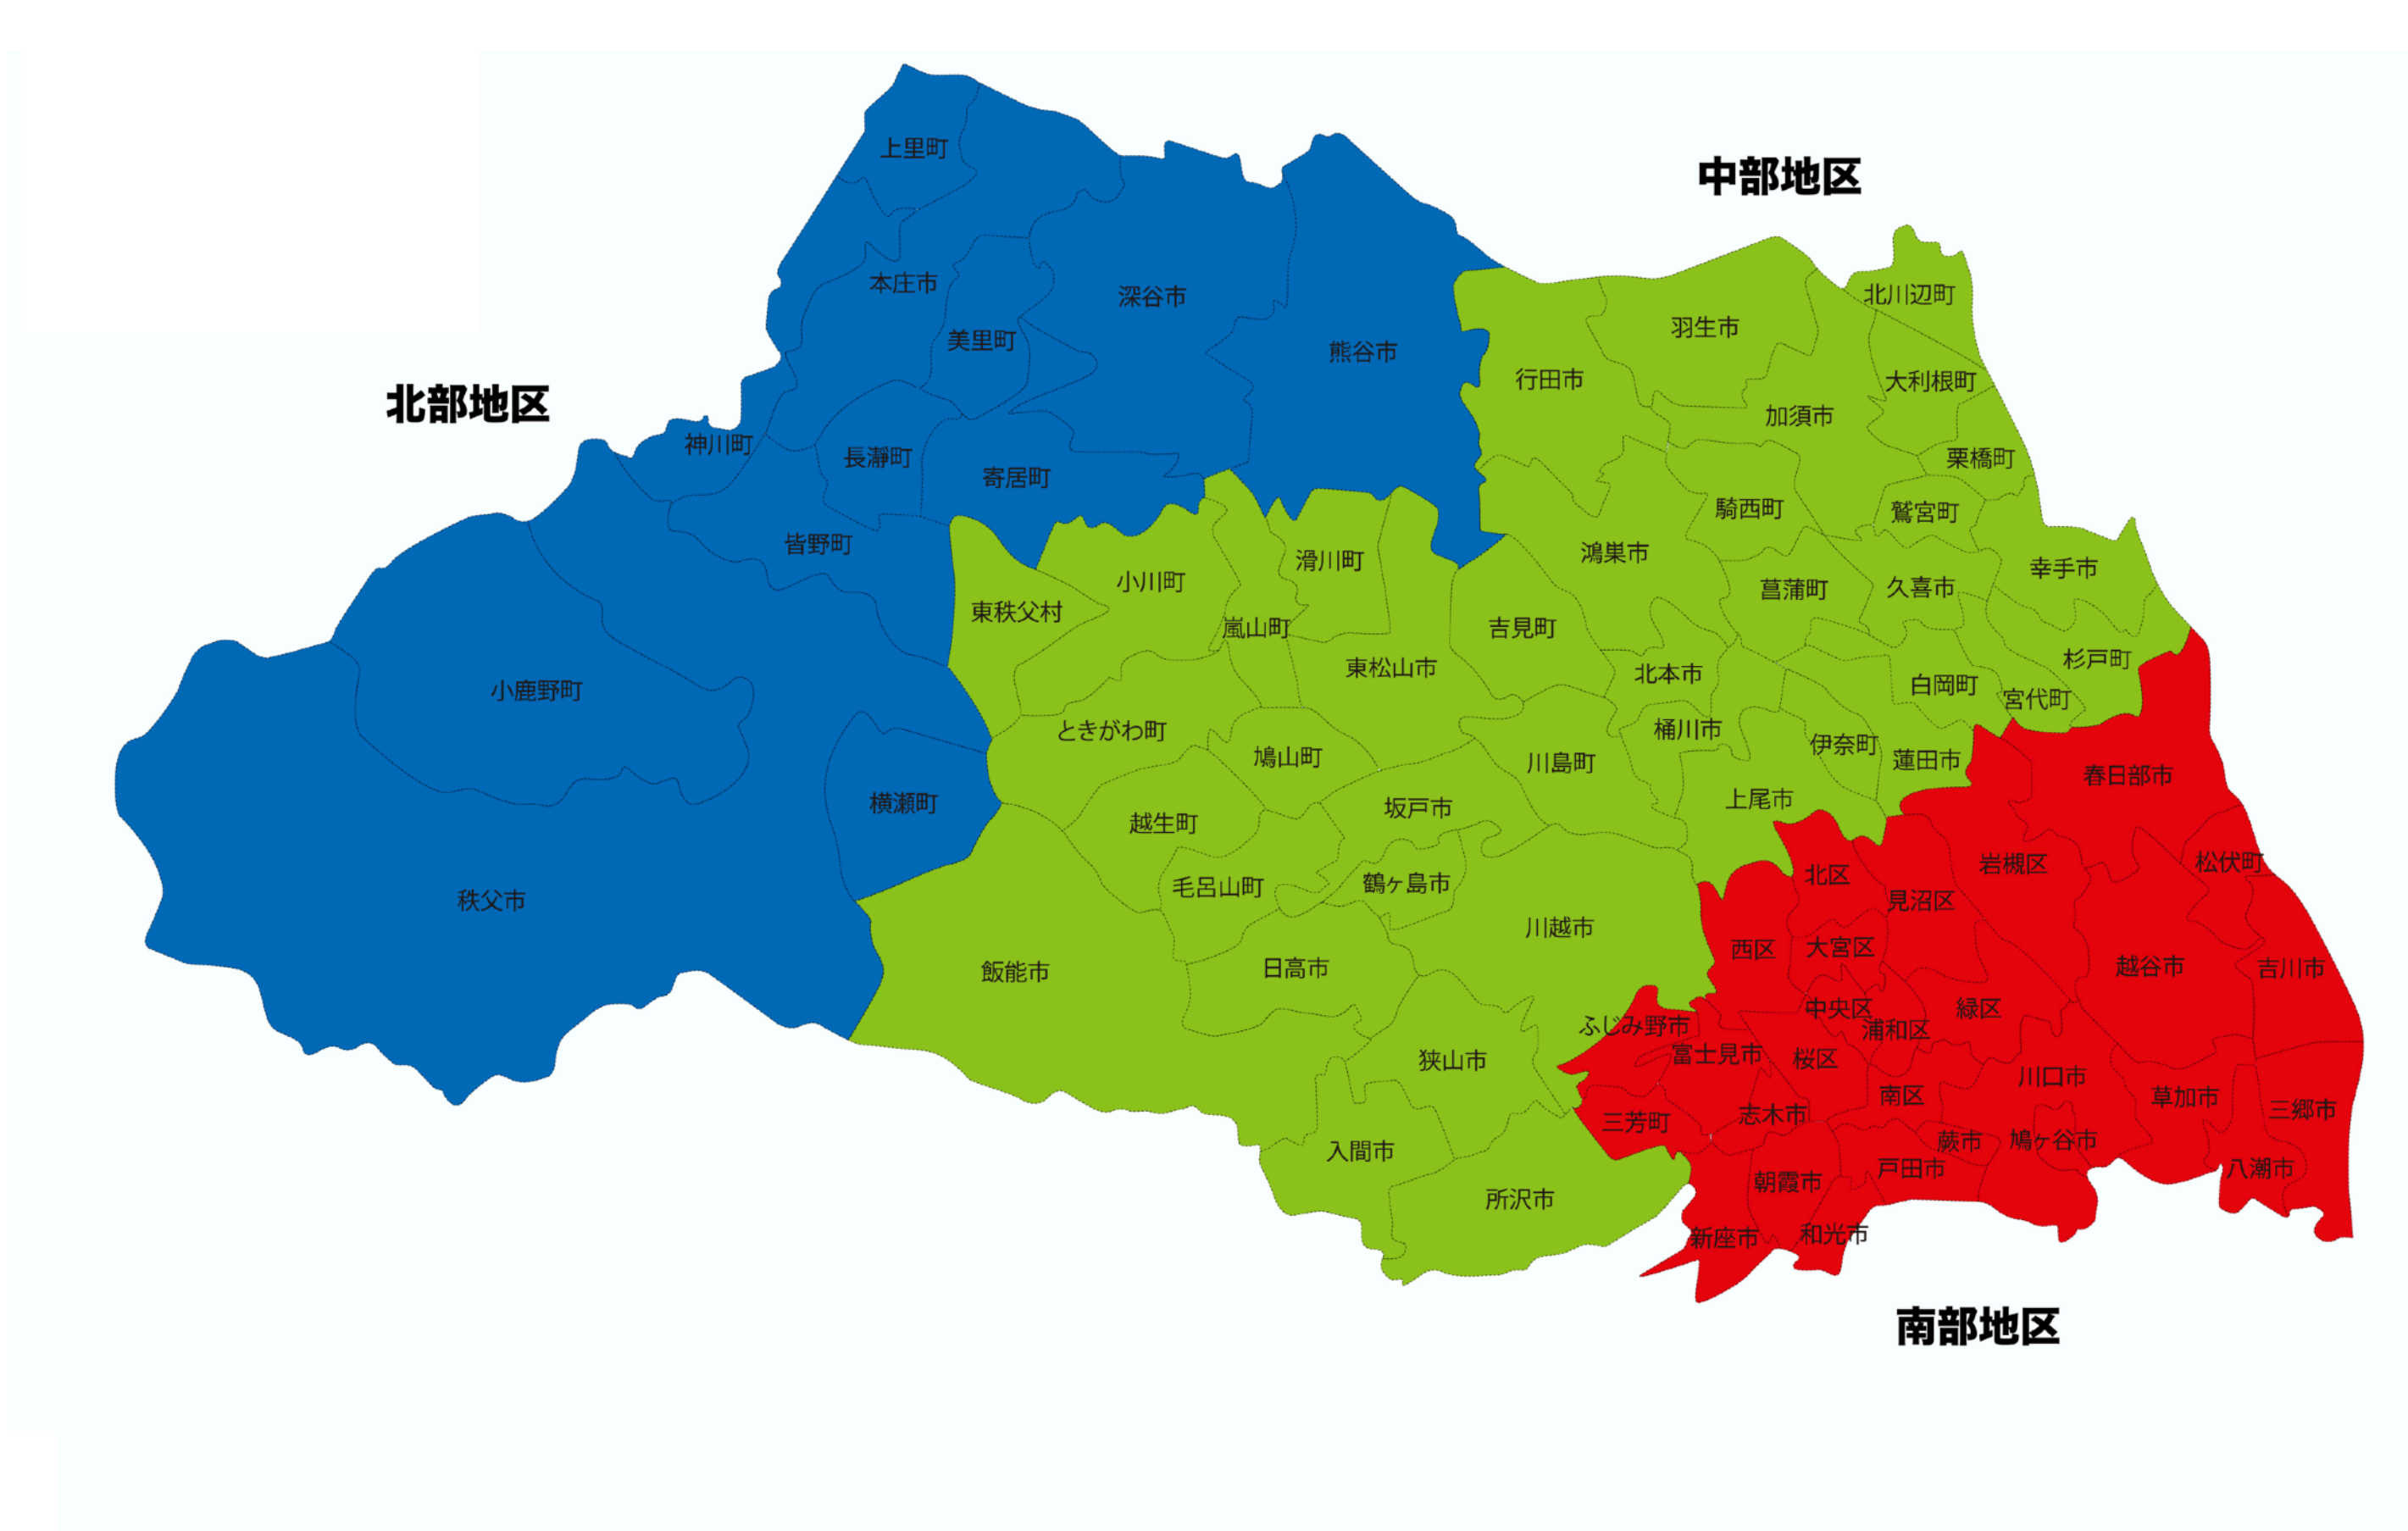 中部地区
北部地区
南部地区
上里町
本庄市
美里町
深谷市
熊谷市
神川町
長瀞町
寄居町
皆野町
小鹿野町
横瀬町
秩父市
行田市
羽生市
北川辺町
大利根町
加須市
栗橋町
騎西町
鷲宮町
鴻巣市
菖蒲町
久喜市
幸手市
滑川町
小川町
東秩父村
嵐山町
吉見町
東松山市
北本市
白岡町
杉戸町
宮代町
ときがわ町
鳩山町
川島町
桶川市
伊奈町
蓮田市
上尾市
越生町
坂戸市
毛呂山町
鶴ヶ島市
川越市
飯能市
日高市
狭山市
入間市
所沢市
春日部市
岩槻区
松伏町
北区
見沼区
西区
大宮区
越谷市
吉川市
中央区
浦和区
緑区
ふじみ野市
富士見市
桜区
川口市
南区
草加市
三郷市
三芳町
志木市
蕨市
鳩ヶ谷市
戸田市
八潮市
朝霞市
新座市
和光市